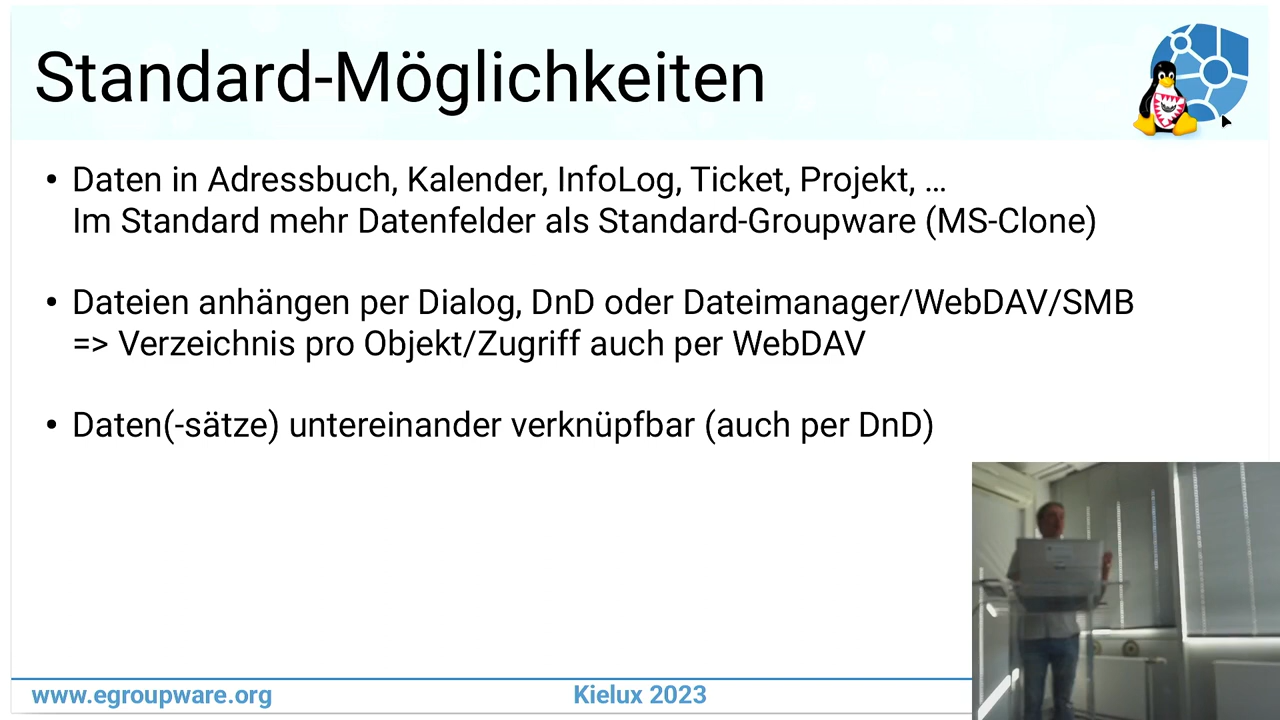 Standard-Möglichkeiten
• Daten in Adressbuch, Kalender, InfoLog, Ticket, Projekt, ...
Im Standard mehr Datenfelder als Standard-Groupware (MS-Clone)
• Dateien anhängen per Dialog, DnD oder Dateimanager/WebDAV/SMB
=> Verzeichnis pro Objekt/Zugriff auch per WebDAV
• Daten(-sätze) untereinander verknüpfbar (auch per DnD)
www.egroupware.org
Kielux 2023